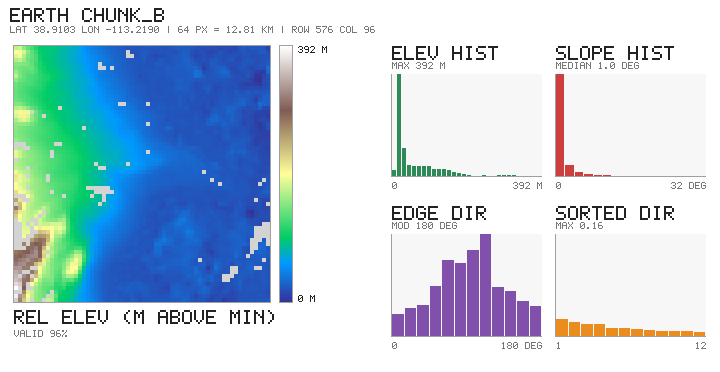 EARTH CHUNK_B
LAT 38.9103 LON -113.2190 | 64 PX = 12.81 KM | ROW 576 COL 96
392 M
0 M
REL ELEV (M ABOVE MIN)
VALID 96%
ELEV HIST
MAX 392 M
0 392 M
SLOPE HIST
MEDIAN 1.0 DEG
0 32 DEG
EDGE DIR
MOD 180 DEG
0 180 DEG
SORTED DIR
MAX 0.16
1 12